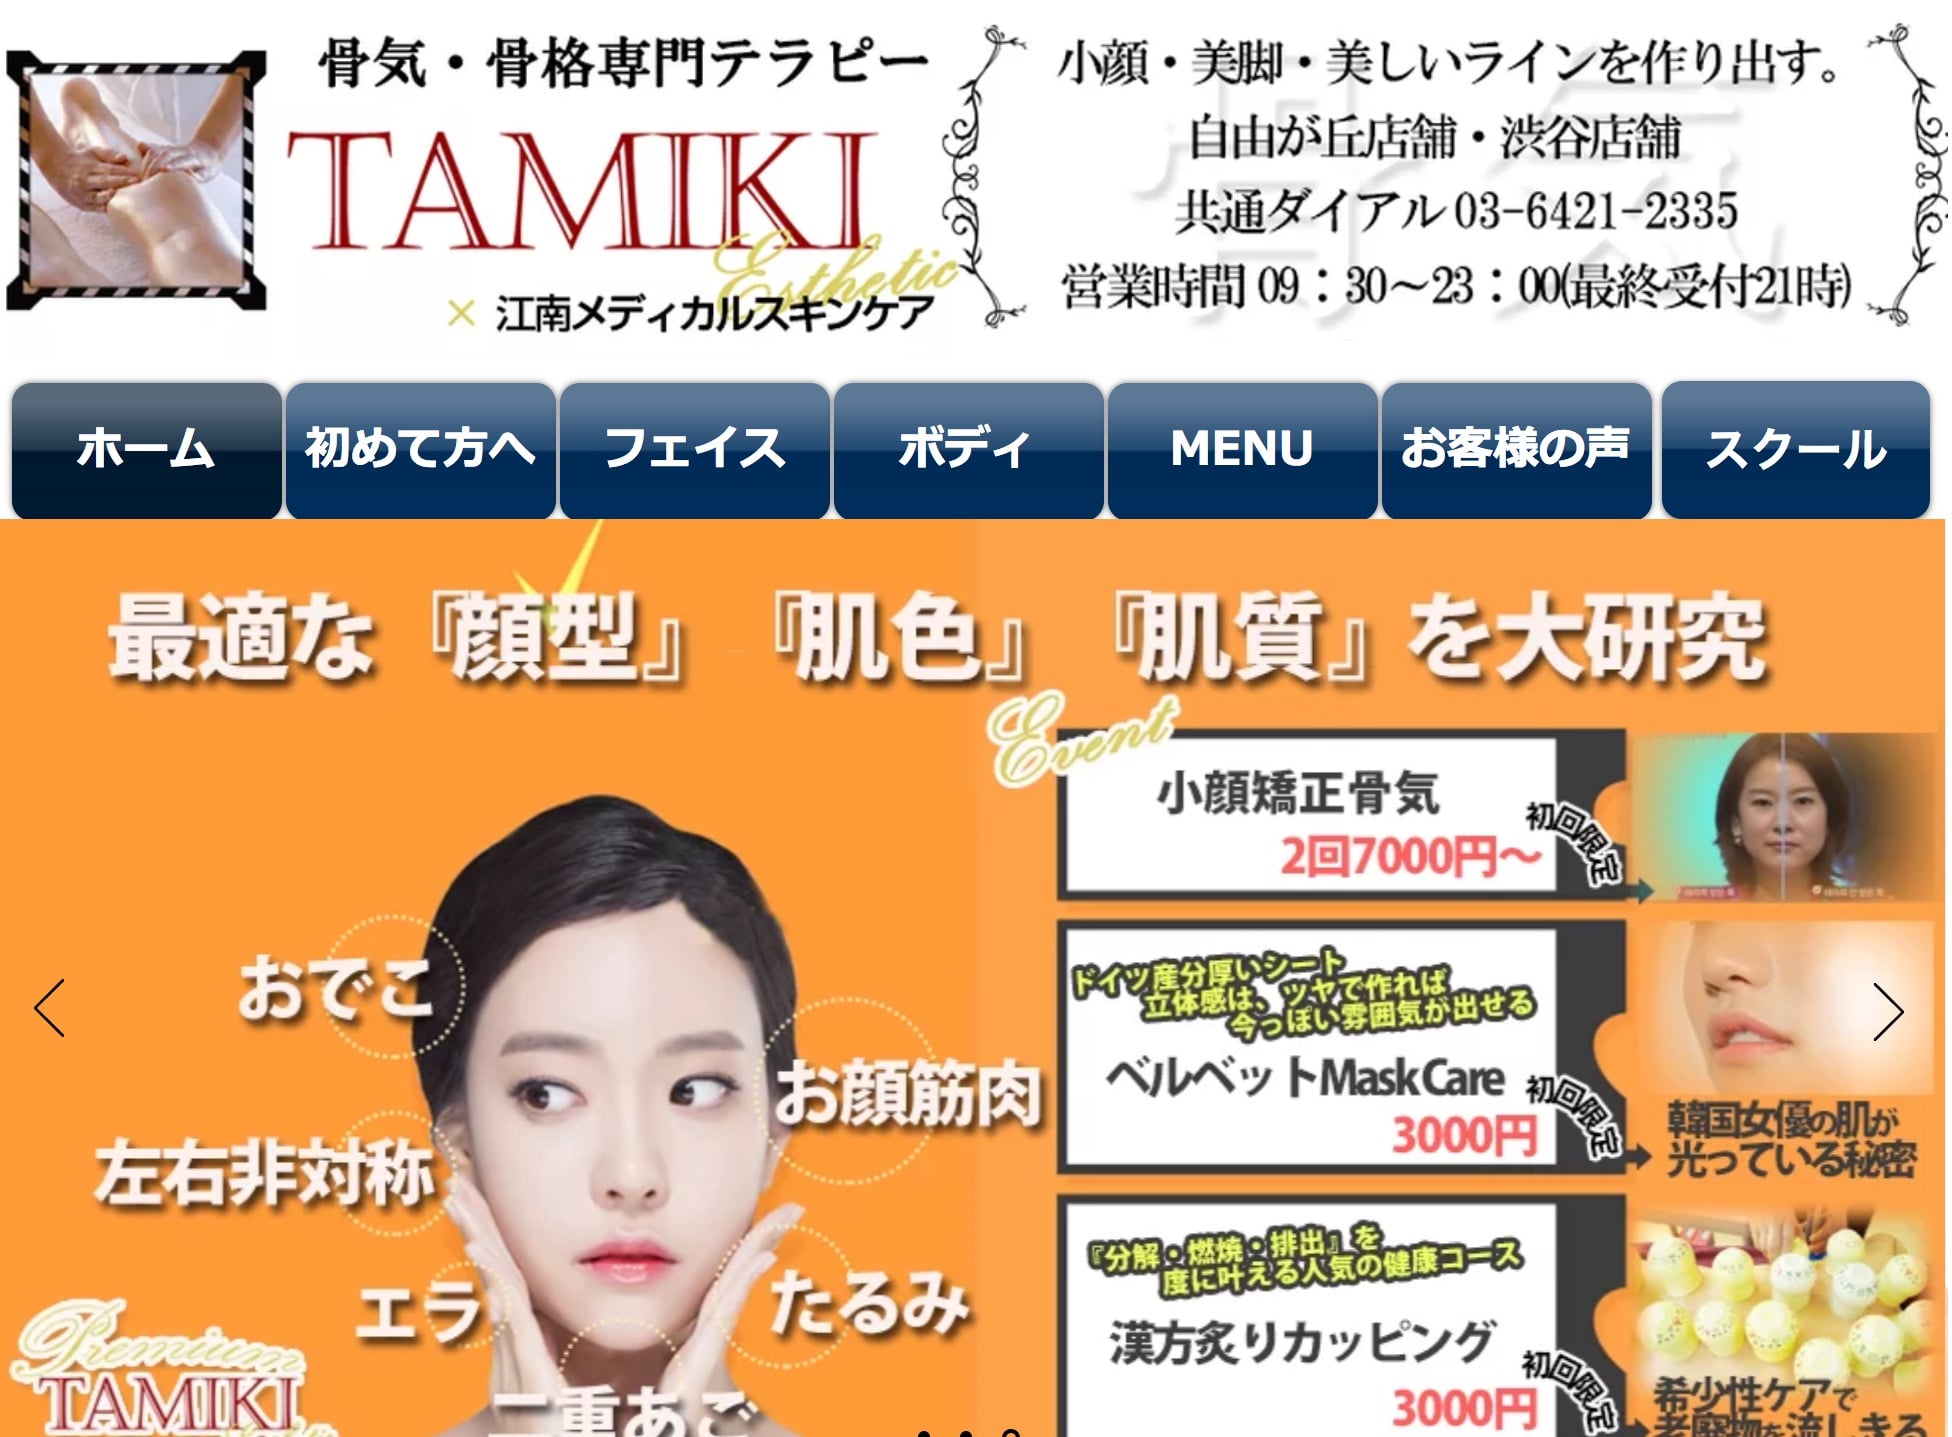 骨気・骨格専門テラピー
TAMIKI
Esthetic
× 江南メディカルスキンケア
小顔・美脚・美しいラインを作り出す。
自由が丘店舗・渋谷店舗
共通ダイアル 03-6421-2335
営業時間 09：30〜23：00(最終受付21時)
骨気
ホーム
初めて方へ
フェイス
ボディ
MENU
お客様の声
スクール
最適な『顔型』『肌色』『肌質』を大研究
おでこ
お顔筋肉
左右非対称
エラ
たるみ
二重あご
Premium
TAMIKI
Event
小顔矯正骨気
2回7000円〜
初回限定
ドイツ産分厚いシート
立体感は、ツヤで作れば
今っぽい雰囲気が出せる
ベルベットMask Care
3000円
初回限定
韓国女優の肌が
光っている秘密
『分解・燃焼・排出』を
度に叶える人気の健康コース
漢方炙りカッピング
3000円
初回限定
希少性ケアで
老廃物を流しきる